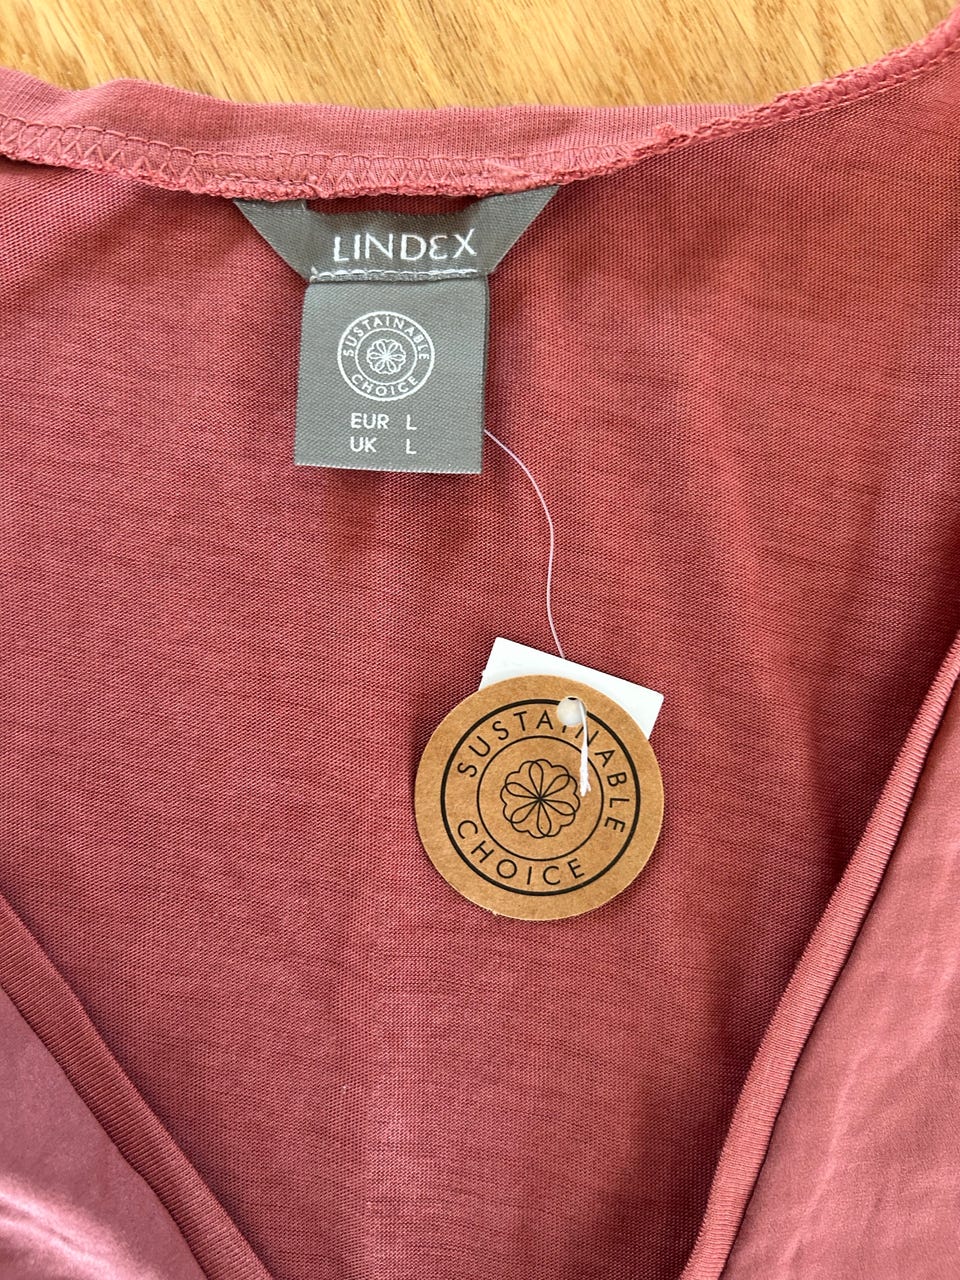 LINDEX
SUSTAINABLE
CHOICE
EUR L
UK L
SUSTAINABLE
CHOICE